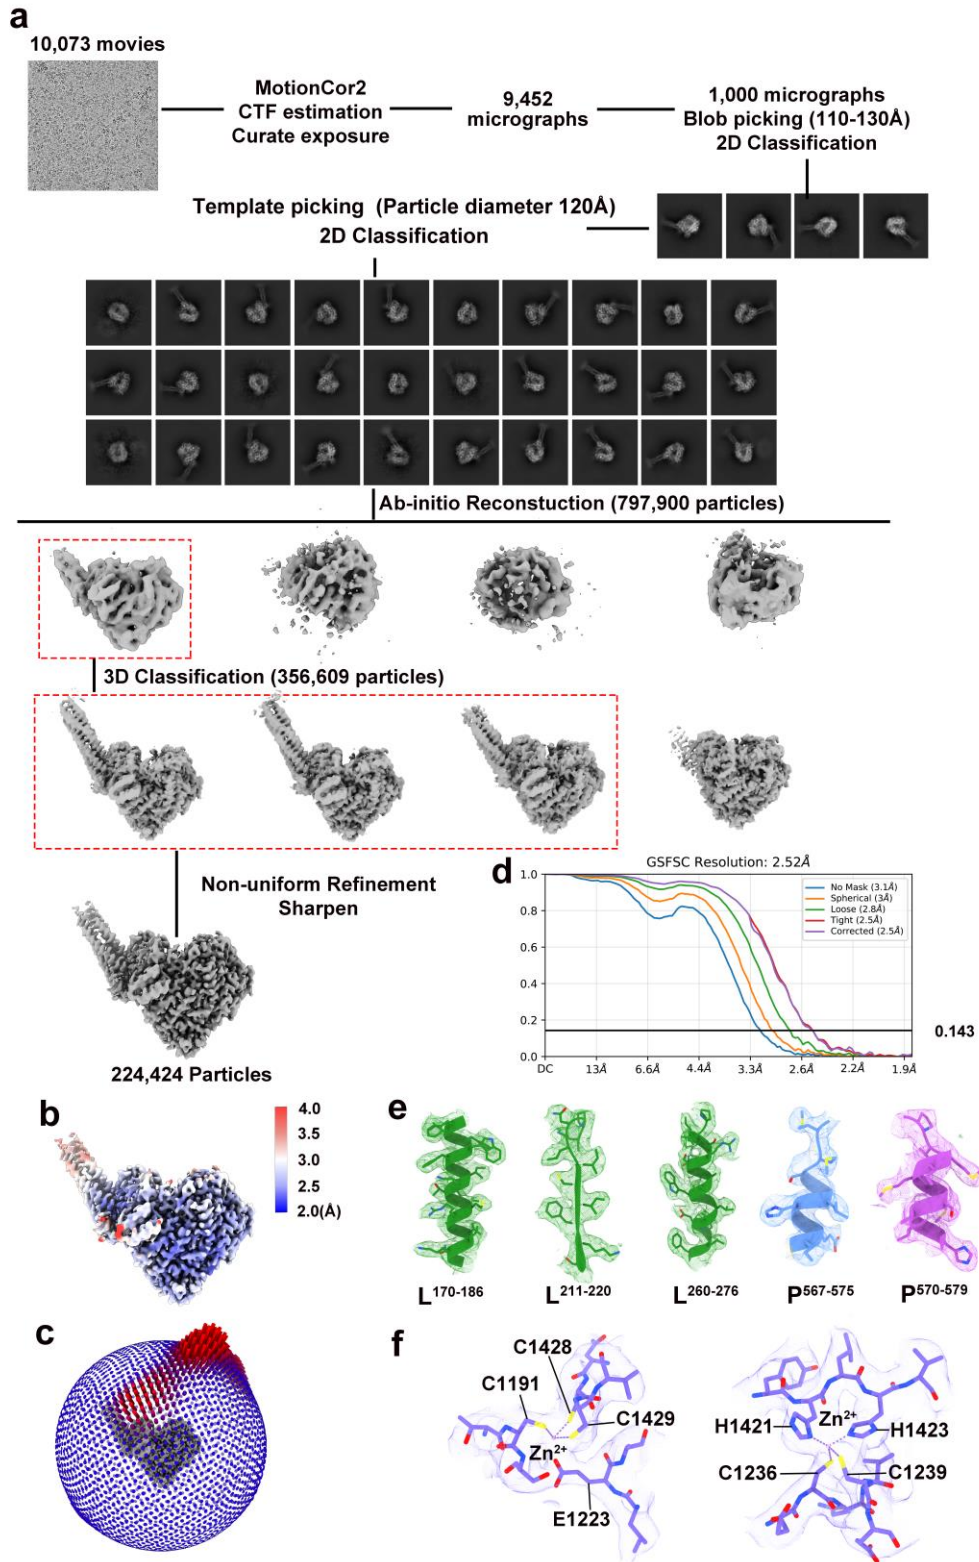 a
10,073 movies
MotionCor2
CTF estimation
Curate exposure
9,452
micrographs
1,000 micrographs
Blob picking (110-130Å)
2D Classification
Template picking (Particle diameter 120Å)
2D Classification
Ab-initio Reconstuction (797,900 particles)
3D Classification (356,609 particles)
Non-uniform Refinement
Sharpen
224,424 Particles
d
GSFSC Resolution: 2.52Å
No Mask (3.1Å)
Spherical (3Å)
Loose (2.8Å)
Tight (2.5Å)
Corrected (2.5Å)
1.0
0.8
0.6
0.4
0.2
0.0
0.143
DC 13Å 6.6Å 4.4Å 3.3Å 2.6Å 2.2Å 1.9Å
b
4.0
3.5
3.0
2.5
2.0(Å)
e
L170-186 L211-220 L260-276 P567-575 P570-579
c
f
C1428
C1191
C1429
Zn2+
E1223
Zn2+
H1421
H1423
C1236
C1239